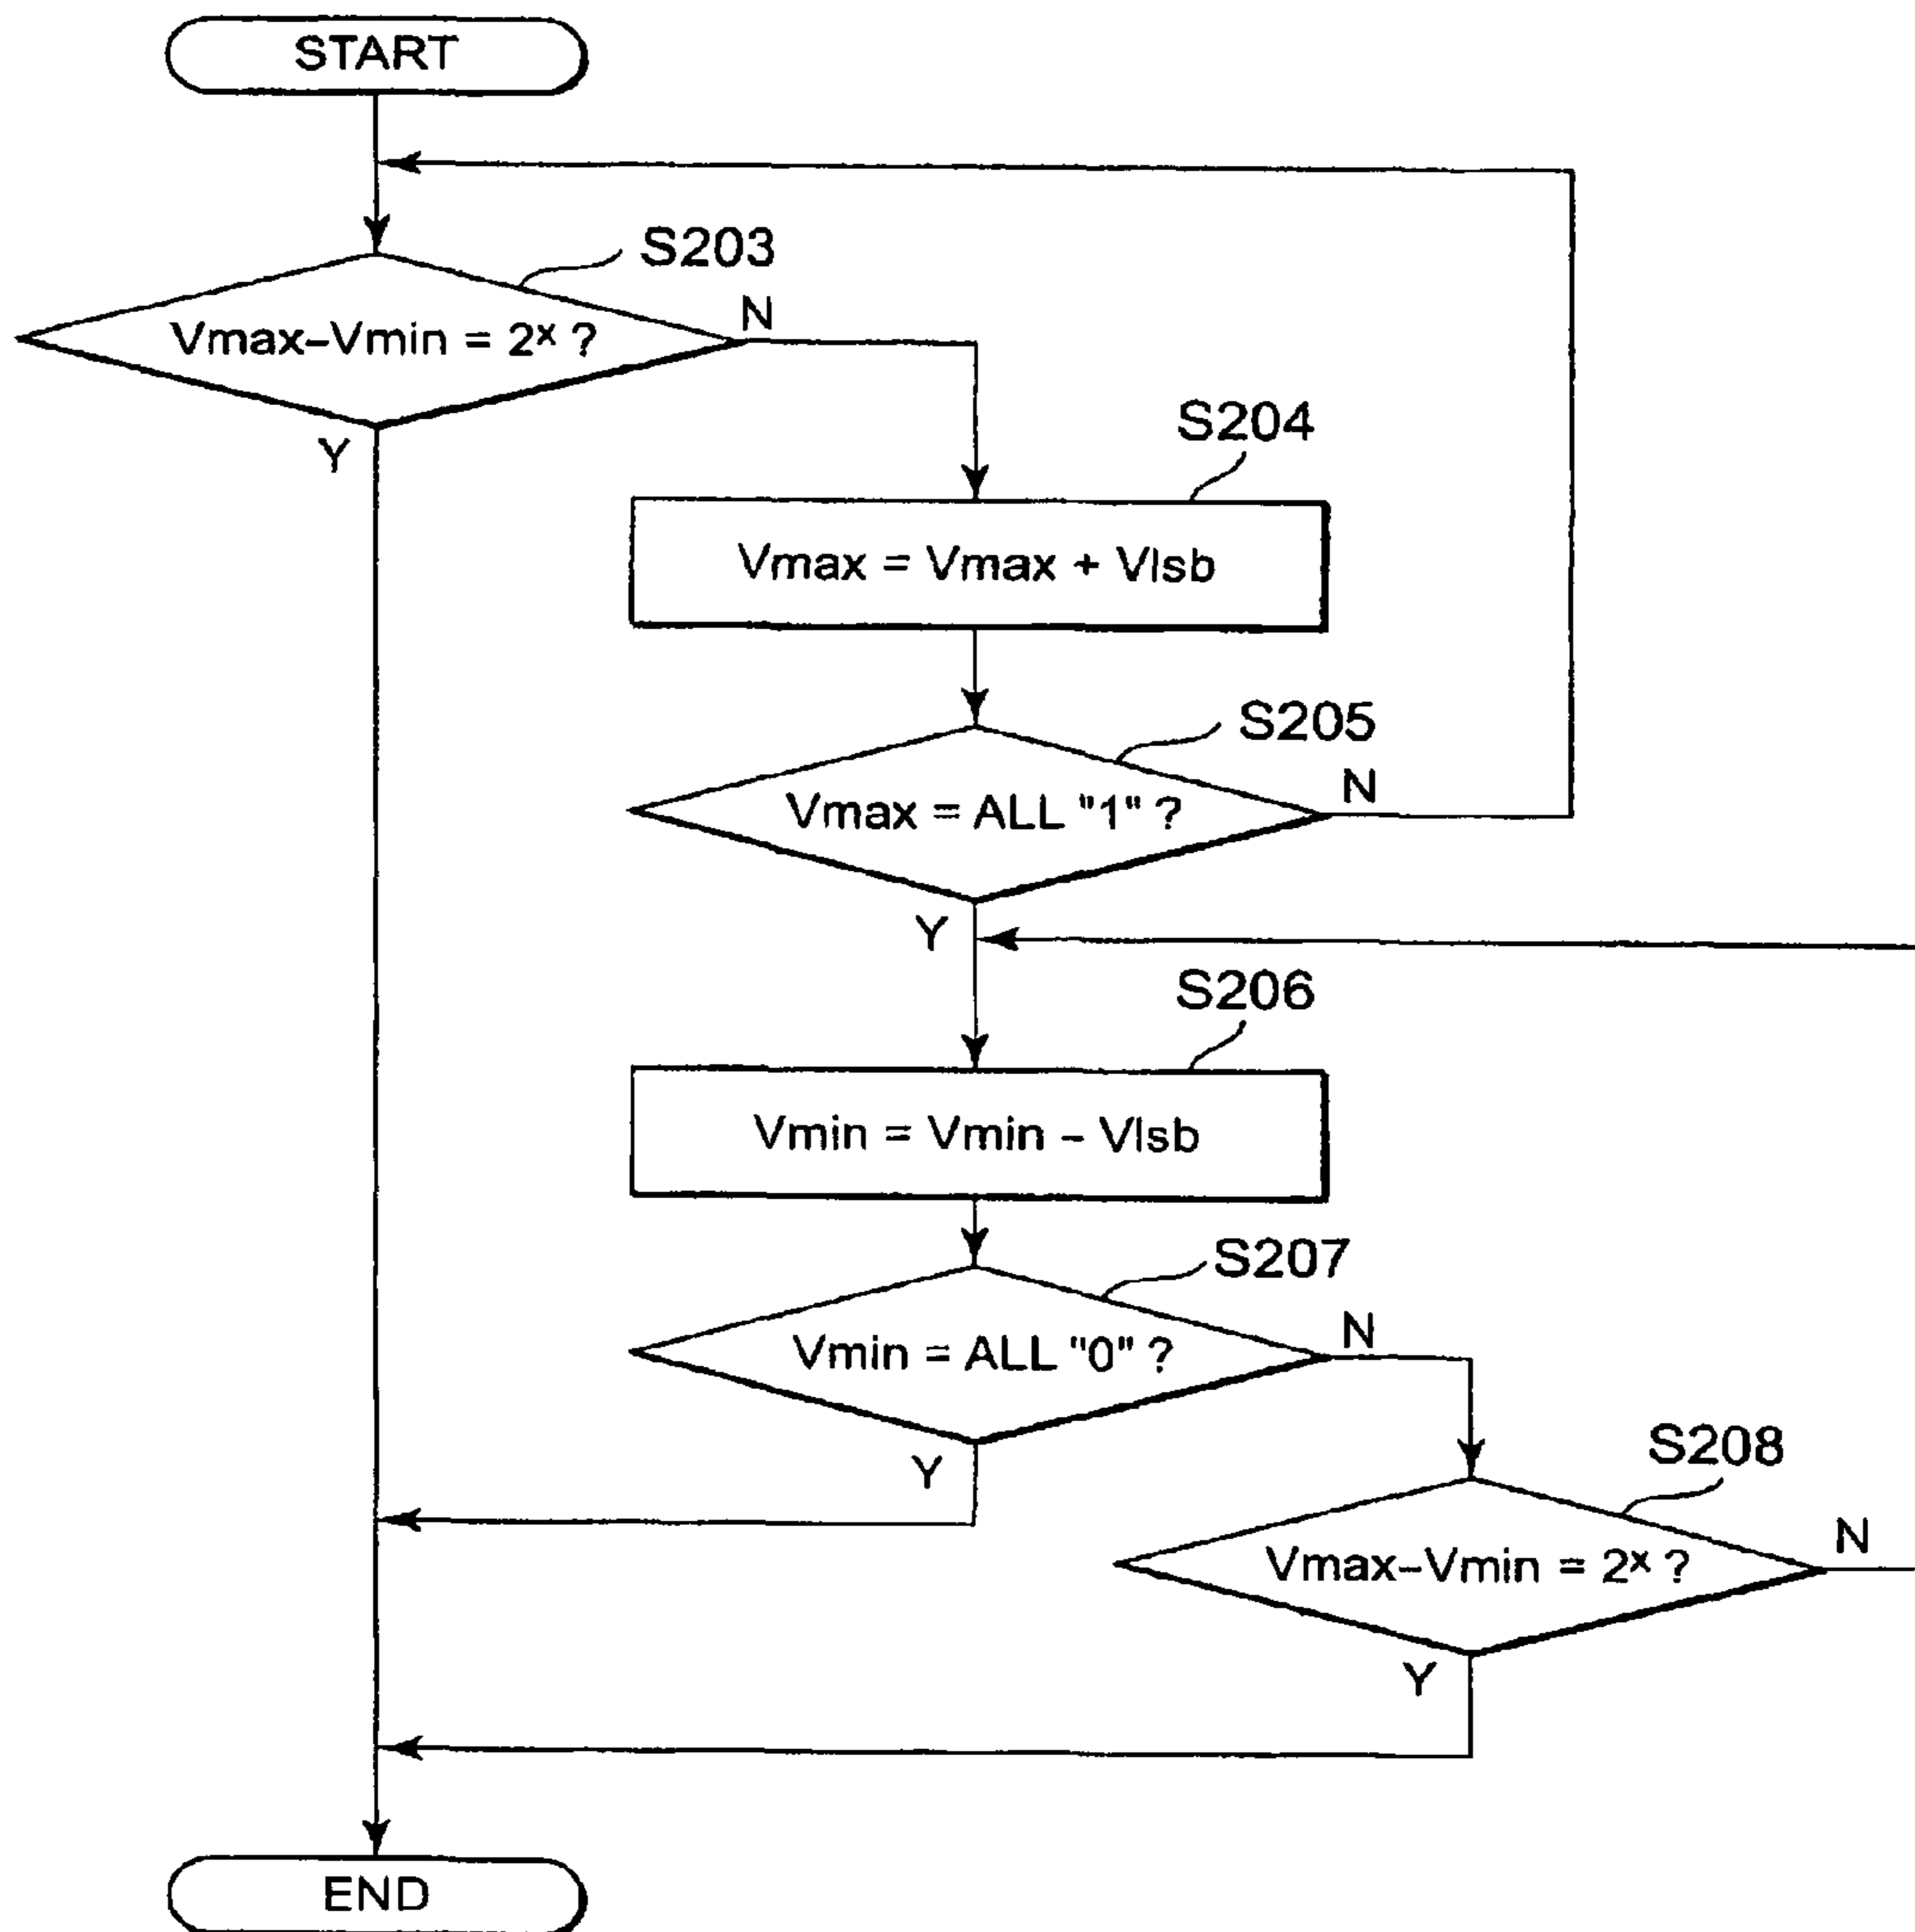 START
S203
Vmax–Vmin = 2ˣ ?
N
Y
S204
Vmax = Vmax + Vlsb
S205
Vmax = ALL "1" ?
N
Y
S206
Vmin = Vmin – Vlsb
S207
Vmin = ALL "0" ?
N
Y
S208
Vmax–Vmin = 2ˣ ?
N
Y
END